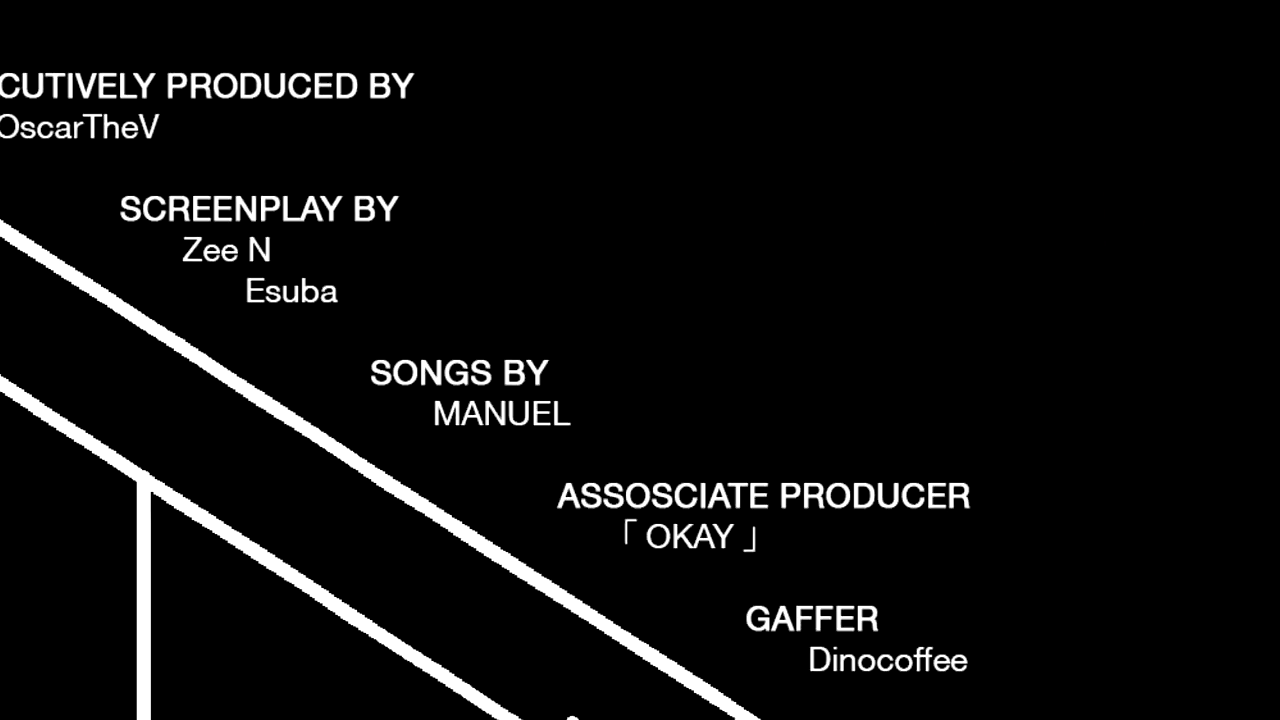 CUTIVELY PRODUCED BY
OscarTheV
SCREENPLAY BY
Zee N
Esuba
SONGS BY
MANUEL
ASSOSCIATE PRODUCER
「 OKAY 」
GAFFER
Dinocoffee